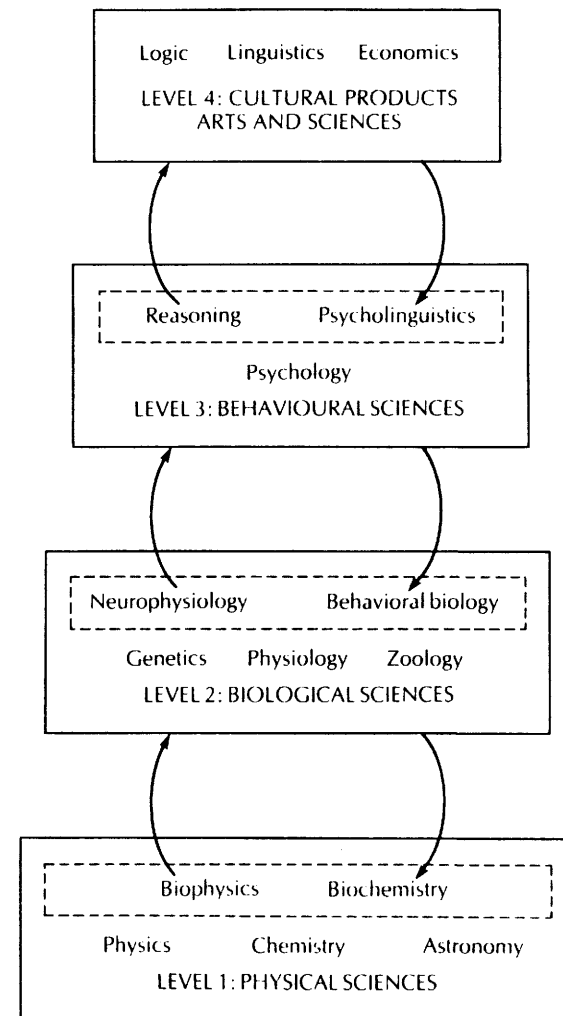 Logic Linguistics Economics
LEVEL 4: CULTURAL PRODUCTS
ARTS AND SCIENCES
Reasoning Psycholinguistics
Psychology
LEVEL 3: BEHAVIOURAL SCIENCES
Neurophysiology Behavioral biology
Genetics Physiology Zoology
LEVEL 2: BIOLOGICAL SCIENCES
Biophysics Biochemistry
Physics Chemistry Astronomy
LEVEL 1: PHYSICAL SCIENCES